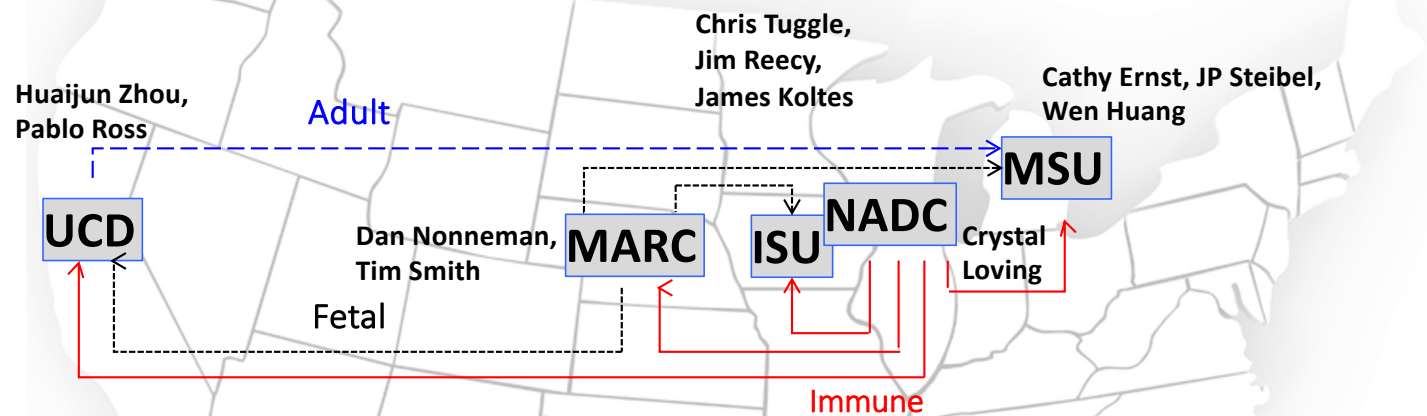 Chris Tuggle,
Jim Reecy,
James Koltes
Cathy Ernst, JP Steibel,
Wen Huang
Huaijun Zhou,
Pablo Ross
Adult
MSU
UCD
Dan Nonneman,
Tim Smith
MARC
ISU
NADC
Crystal
Loving
Fetal
Immune